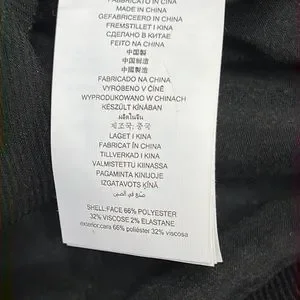 FABRICATO IN CINA
MADE IN CHINA
GEFABRICEERD IN CHINA
FREMSTILLET I KINA
СДЕЛАНО В КИТАЕ
FEITO NA CHINA
中国製
中国制造
中國製造
FABRICADO NA CHINA
VYROBENO V ČÍNĚ
WYPRODUKOWANO W CHINACH
KÉSZÜLT KÍNÁBAN
ผลิตในจีน
제조국: 중국
LAGET I KINA
FABRICAT ÎN CHINA
TILLVERKAD I KINA
VALMISTETTU KIINASSA
PAGAMINTA KINIJOJE
IZGATAVOTS ĶĪNĀ
صنع في الصين
SHELL:FACE 66% POLYESTER
32% VISCOSE 2% ELASTANE
exterior:cara 66% poliéster 32% viscosa